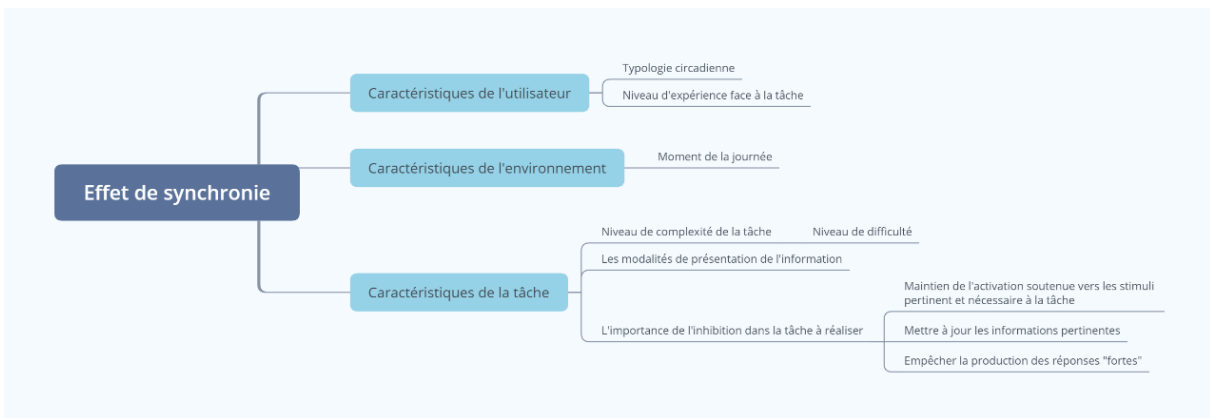 Effet de synchronie
Caractéristiques de l'utilisateur
Typologie circadienne
Niveau d'expérience face à la tâche
Caractéristiques de l'environnement
Moment de la journée
Caractéristiques de la tâche
Niveau de complexité de la tâche
Niveau de difficulté
Les modalités de présentation de l'information
L'importance de l'inhibition dans la tâche à réaliser
Maintien de l'activation soutenue vers les stimuli
pertinent et nécessaire à la tâche
Mettre à jour les informations pertinentes
Empêcher la production des réponses "fortes"